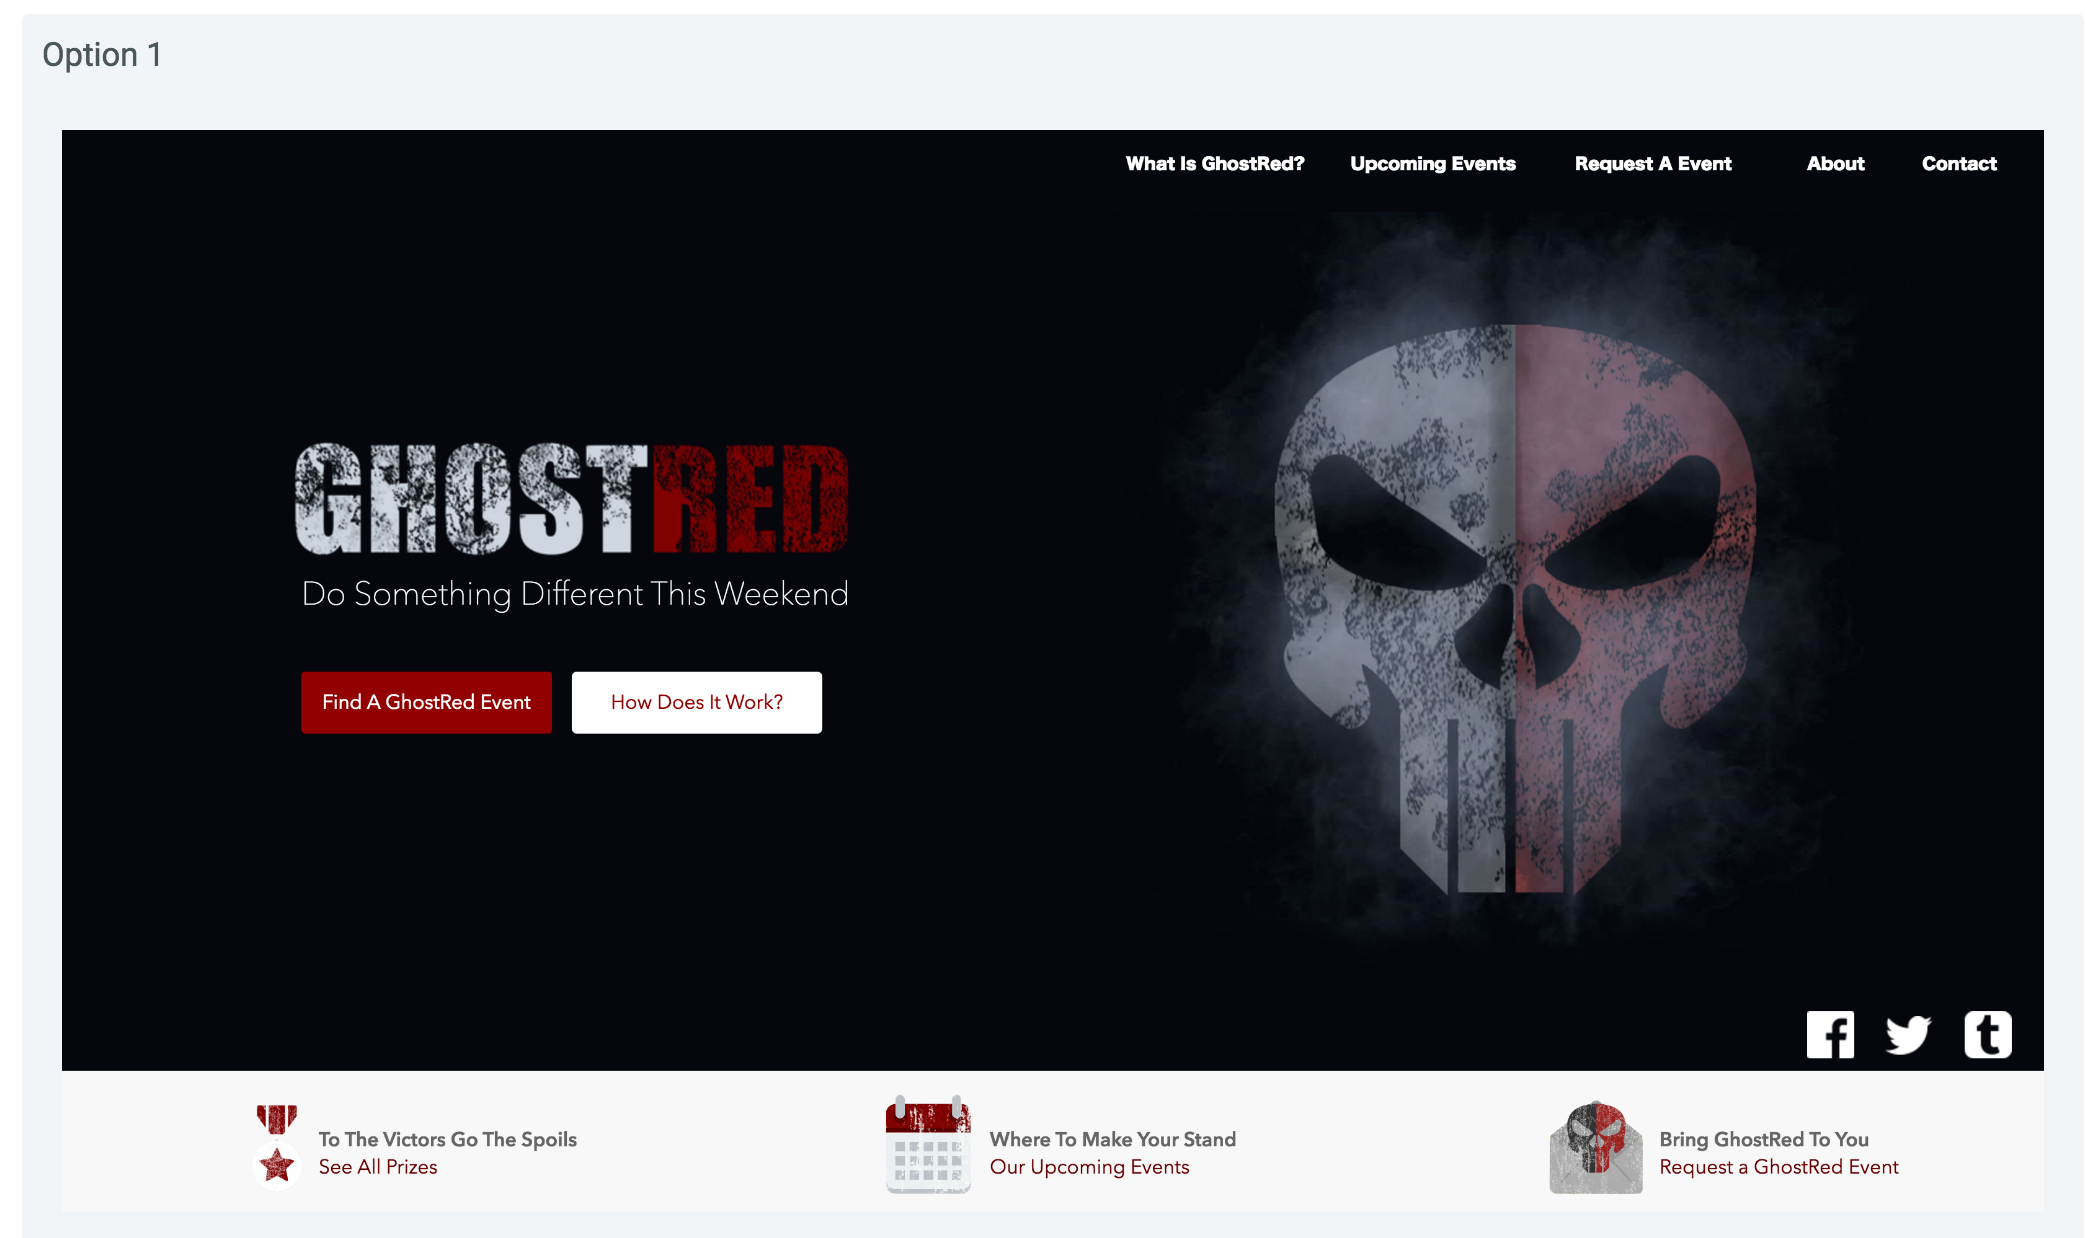 Option 1
What Is GhostRed? Upcoming Events Request A Event About Contact
GHOSTRED
Do Something Different This Weekend
Find A GhostRed Event How Does It Work?
To The Victors Go The Spoils
See All Prizes
Where To Make Your Stand
Our Upcoming Events
Bring GhostRed To You
Request a GhostRed Event